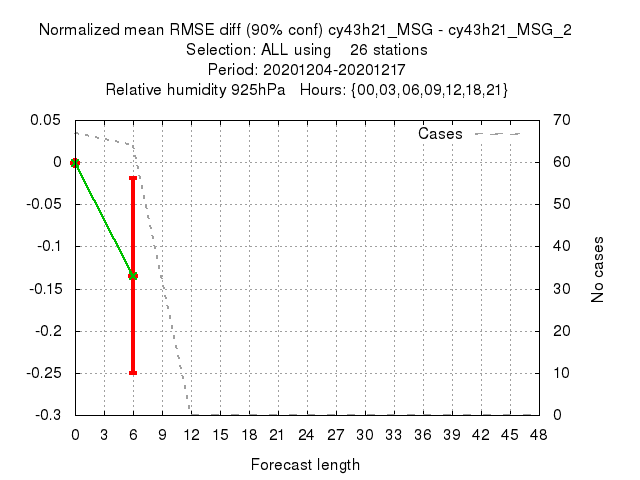 Normalized mean RMSE diff (90% conf) cy43h21_MSG - cy43h21_MSG_2
Selection: ALL using    26 stations
Period: 20201204-20201217
Relative humidity 925hPa   Hours: {00,03,06,09,12,18,21}
Cases
0.05
0
-0.05
-0.1
-0.15
-0.2
-0.25
-0.3
70
60
50
40
30
20
10
0
No cases
0 3 6 9 12 15 18 21 24 27 30 33 36 39 42 45 48
Forecast length